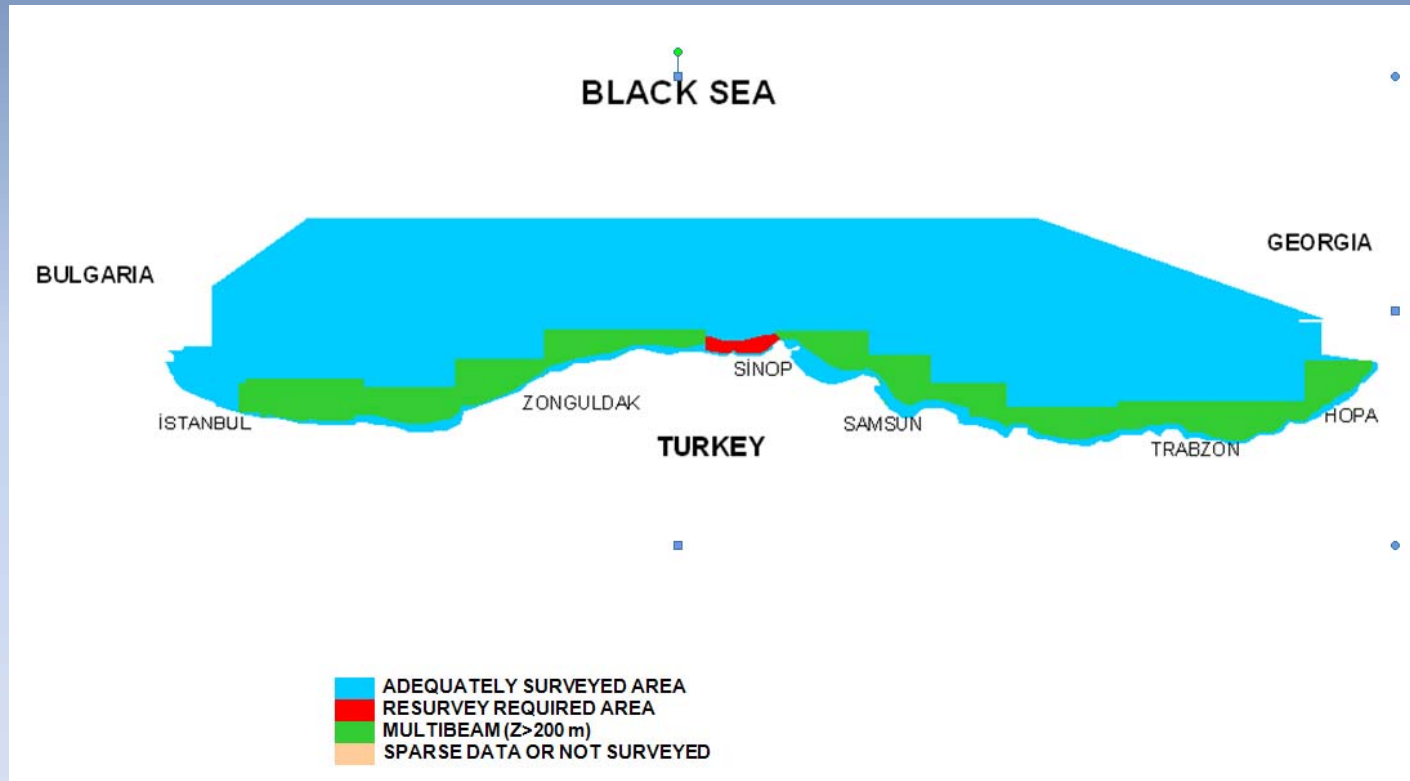 BLACK SEA
GEORGIA
BULGARIA
SİNOP
ZONGULDAK
İSTANBUL
SAMSUN
HOPA
TURKEY
TRABZON
ADEQUATELY SURVEYED AREA
RESURVEY REQUIRED AREA
MULTIBEAM (Z>200 m)
SPARSE DATA OR NOT SURVEYED